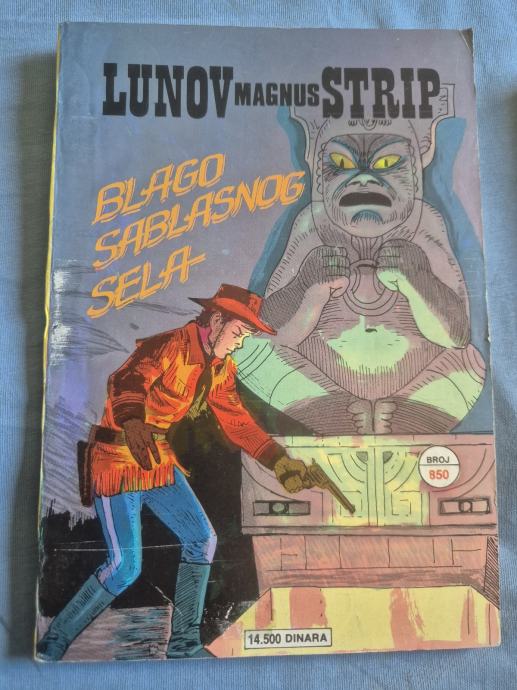 LUNOV MAGNUS STRIP
BLAGO
SABLASNOG
SELA
BROJ
850
14.500 DINARA